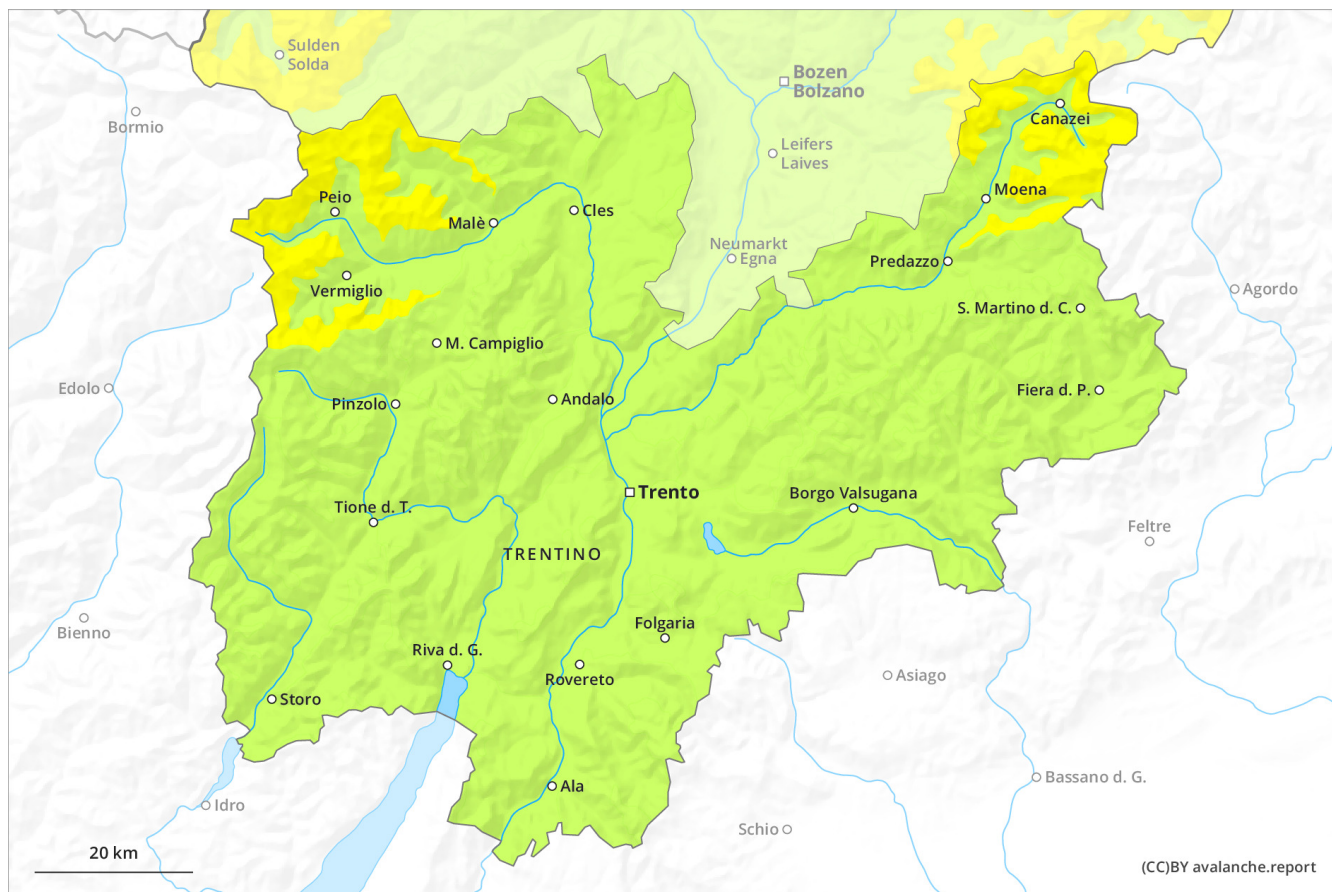 Sulden
Solda
Bozen
Bolzano
Bormio
Canazei
Leifers
Laives
Peio
Moena
Malè
Cles
Neumarkt
Egna
Predazzo
Vermiglio
Agordo
S. Martino d. C.
M. Campiglio
Edolo
Pinzolo
Andalo
Fiera d. P.
Trento
Borgo Valsugana
Tione d. T.
Feltre
TRENTINO
Bienno
Folgaria
Riva d. G.
Rovereto
Asiago
Storo
Bassano d. G.
Ala
Idro
Schio
20 km
(CC)BY avalanche.report